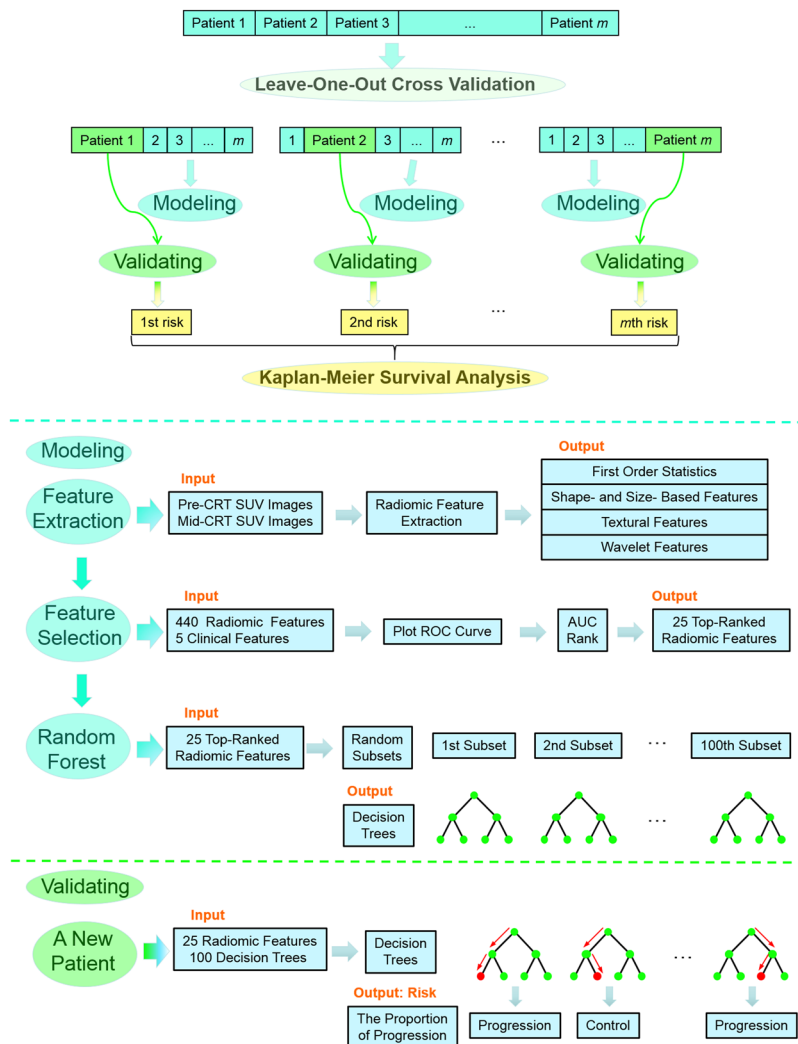 Patient 1 Patient 2 Patient 3 ... Patient m
Leave-One-Out Cross Validation
Patient 1 2 3 ... m
1 Patient 2 3 ... m
...
1 2 3 ... Patient m
Modeling
Modeling
Modeling
Validating
Validating
Validating
1st risk
2nd risk
...
mth risk
Kaplan-Meier Survival Analysis
Modeling
Feature
Extraction
Input
Pre-CRT SUV Images
Mid-CRT SUV Images
Radiomic Feature
Extraction
Output
First Order Statistics
Shape- and Size- Based Features
Textural Features
Wavelet Features
Feature
Selection
Input
440 Radiomic Features
5 Clinical Features
Plot ROC Curve
AUC
Rank
Output
25 Top-Ranked
Radiomic Features
Random
Forest
Input
25 Top-Ranked
Radiomic Features
Random
Subsets
1st Subset
2nd Subset
...
100th Subset
Output
Decision
Trees
...
Validating
A New
Patient
Input
25 Radiomic Features
100 Decision Trees
Decision
Trees
...
Output: Risk
The Proportion
of Progression
Progression
Control
Progression